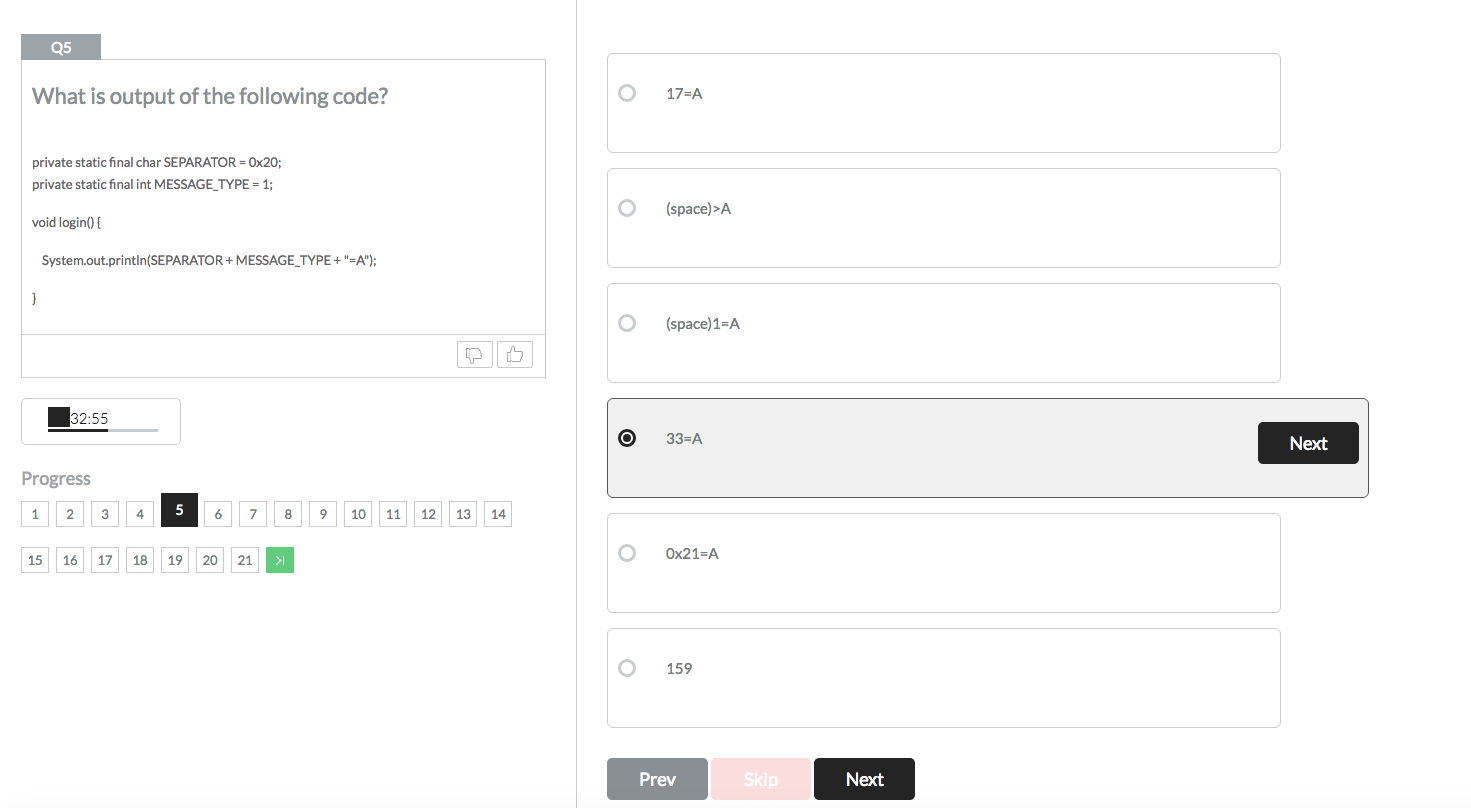 Q5
What is output of the following code?
private static final char SEPARATOR = 0x20;
private static final int MESSAGE_TYPE = 1;
void login() {
System.out.println(SEPARATOR + MESSAGE_TYPE + "=A");
}
32:55
Progress
1 2 3 4 5 6 7 8 9 10 11 12 13 14
15 16 17 18 19 20 21
17=A
(space)>A
(space)1=A
33=A
Next
0x21=A
159
Prev Skip Next